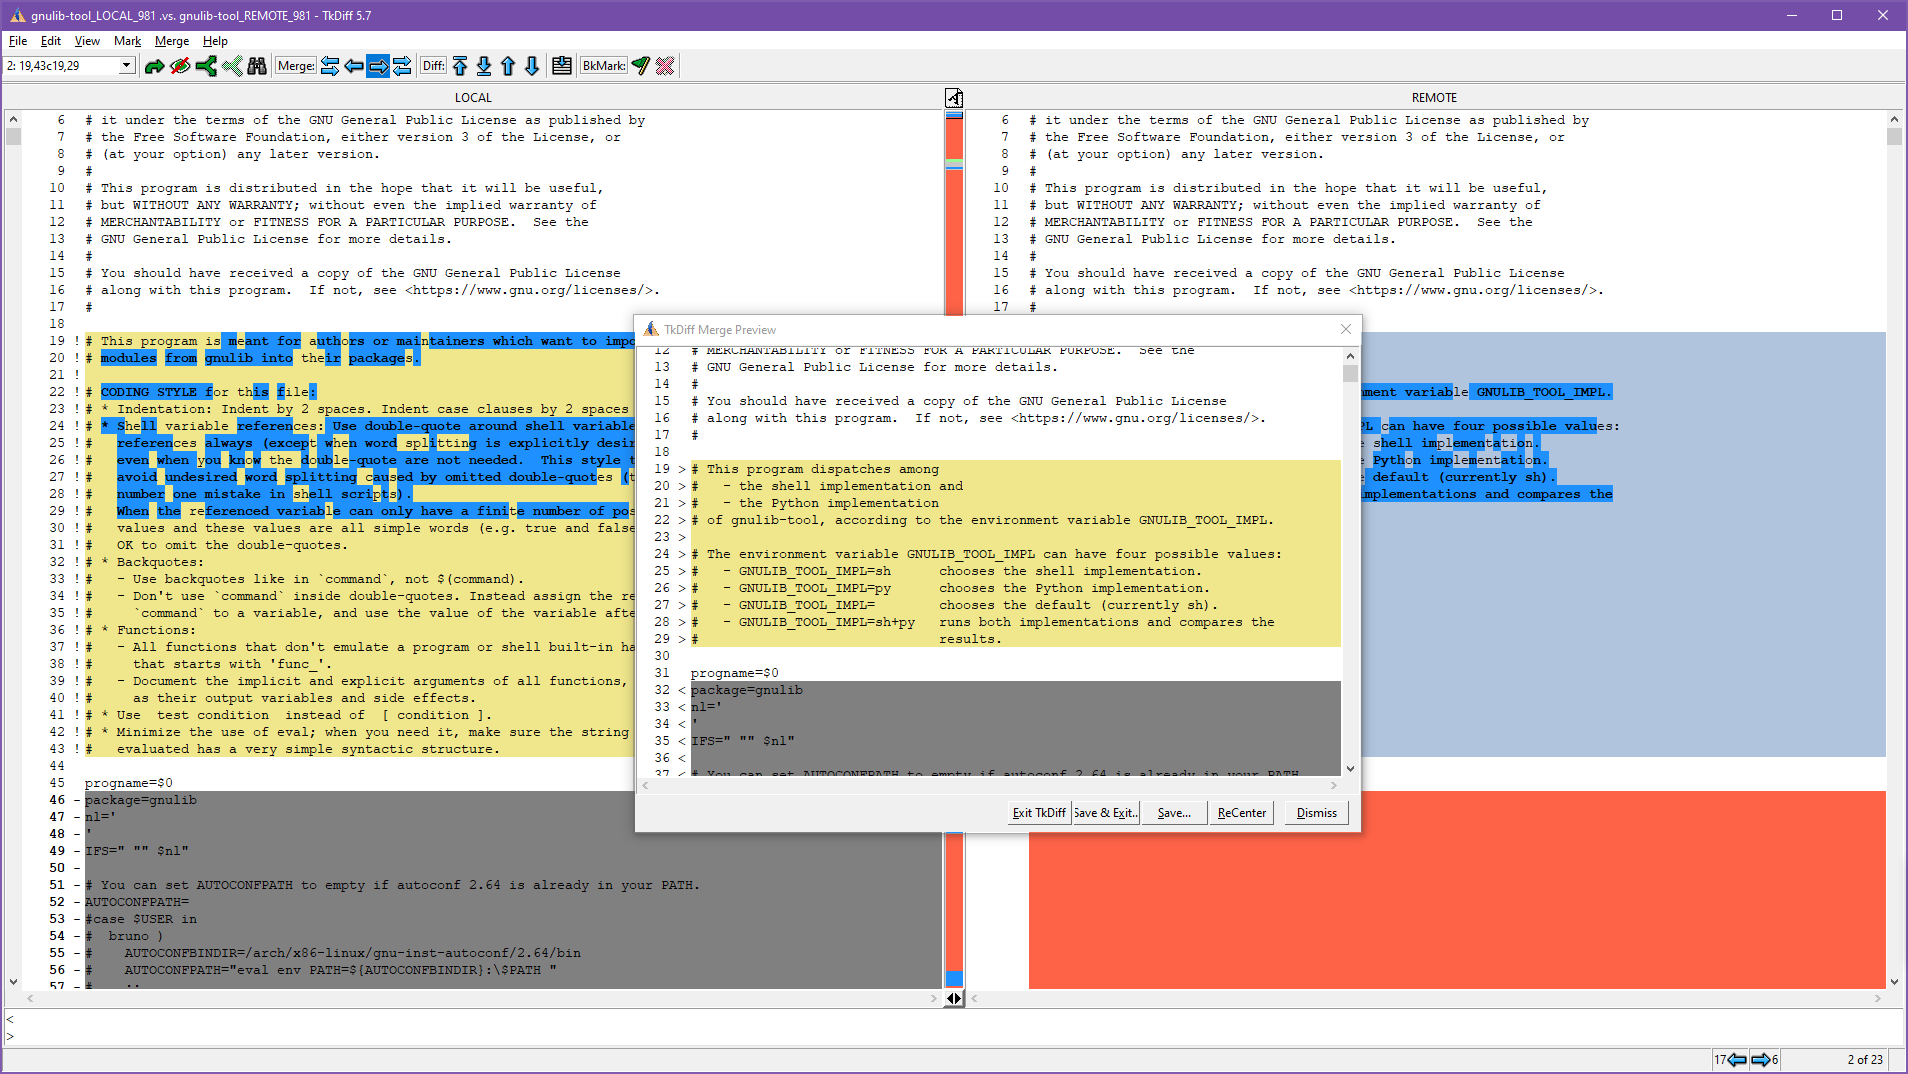 gnulib-tool_LOCAL_981 .vs. gnulib-tool_REMOTE_981 - TkDiff 5.7
File Edit View Mark Merge Help
2: 19,43c19,29 Merge: Diff: BkMark:
LOCAL
6 # it under the terms of the GNU General Public License as published by
7 # the Free Software Foundation, either version 3 of the License, or
8 # (at your option) any later version.
9 #
10 # This program is distributed in the hope that it will be useful,
11 # but WITHOUT ANY WARRANTY; without even the implied warranty of
12 # MERCHANTABILITY or FITNESS FOR A PARTICULAR PURPOSE.  See the
13 # GNU General Public License for more details.
14 #
15 # You should have received a copy of the GNU General Public License
16 # along with this program.  If not, see <https://www.gnu.org/licenses/>.
17 #
18
19 ! # This program is meant for authors or maintainers which want to impo
20 ! # modules from gnulib into their packages.
21 !
22 ! # CODING STYLE for this file:
23 ! # * Indentation: Indent by 2 spaces. Indent case clauses by 2 spaces
24 ! # * Shell variable references: Use double-quote around shell variable
25 ! #   references always (except when word splitting is explicitly desir
26 ! #   even when you know the double-quote are not needed.  This style t
27 ! #   avoid undesired word splitting caused by omitted double-quotes (t
28 ! #   number one mistake in shell scripts).
29 ! #   When the referenced variable can only have a finite number of pos
30 ! #   values and these values are all simple words (e.g. true and false
31 ! #   OK to omit the double-quotes.
32 ! # * Backquotes:
33 ! #   - Use backquotes like in `command`, not $(command).
34 ! #   - Don't use `command` inside double-quotes. Instead assign the re
35 ! #     `command` to a variable, and use the value of the variable afte
36 ! # * Functions:
37 ! #   - All functions that don't emulate a program or shell built-in ha
38 ! #     that starts with 'func_'.
39 ! #   - Document the implicit and explicit arguments of all functions,
40 ! #     as their output variables and side effects.
41 ! # * Use  test condition  instead of  [ condition ].
42 ! # * Minimize the use of eval; when you need it, make sure the string
43 ! #   evaluated has a very simple syntactic structure.
44
45 progname=$0
46 - package=gnulib
47 - nl='
48 - '
49 - IFS=" "" $nl"
50 -
51 - # You can set AUTOCONFPATH to empty if autoconf 2.64 is already in your PATH.
52 - AUTOCONFPATH=
53 - #case $USER in
54 - #  bruno )
55 - #    AUTOCONFBINDIR=/arch/x86-linux/gnu-inst-autoconf/2.64/bin
56 - #    AUTOCONFPATH="eval env PATH=${AUTOCONFBINDIR}:\$PATH "
57 - #    ;;
REMOTE
6 # it under the terms of the GNU General Public License as published by
7 # the Free Software Foundation, either version 3 of the License, or
8 # (at your option) any later version.
9 #
10 # This program is distributed in the hope that it will be useful,
11 # but WITHOUT ANY WARRANTY; without even the implied warranty of
12 # MERCHANTABILITY or FITNESS FOR A PARTICULAR PURPOSE.  See the
13 # GNU General Public License for more details.
14 #
15 # You should have received a copy of the GNU General Public License
16 # along with this program.  If not, see <https://www.gnu.org/licenses/>.
17 #
nment variable GNULIB_TOOL_IMPL.
PL can have four possible values:
e shell implementation.
e Python implementation.
e default (currently sh).
implementations and compares the
TkDiff Merge Preview
12 # MERCHANTABILITY or FITNESS FOR A PARTICULAR PURPOSE.  See the
13 # GNU General Public License for more details.
14 #
15 # You should have received a copy of the GNU General Public License
16 # along with this program.  If not, see <https://www.gnu.org/licenses/>.
17 #
18
19 > # This program dispatches among
20 > #   - the shell implementation and
21 > #   - the Python implementation
22 > # of gnulib-tool, according to the environment variable GNULIB_TOOL_IMPL.
23 >
24 > # The environment variable GNULIB_TOOL_IMPL can have four possible values:
25 > #   - GNULIB_TOOL_IMPL=sh      chooses the shell implementation.
26 > #   - GNULIB_TOOL_IMPL=py      chooses the Python implementation.
27 > #   - GNULIB_TOOL_IMPL=        chooses the default (currently sh).
28 > #   - GNULIB_TOOL_IMPL=sh+py   runs both implementations and compares the
29 > #                              results.
30
31 progname=$0
32 < package=gnulib
33 < nl='
34 < '
35 < IFS=" "" $nl"
36 <
37 < # You can set AUTOCONFPATH to empty if autoconf 2.64 is already in your PATH
Exit TkDiff Save & Exit.. Save... ReCenter Dismiss
<
>
17 6 2 of 23